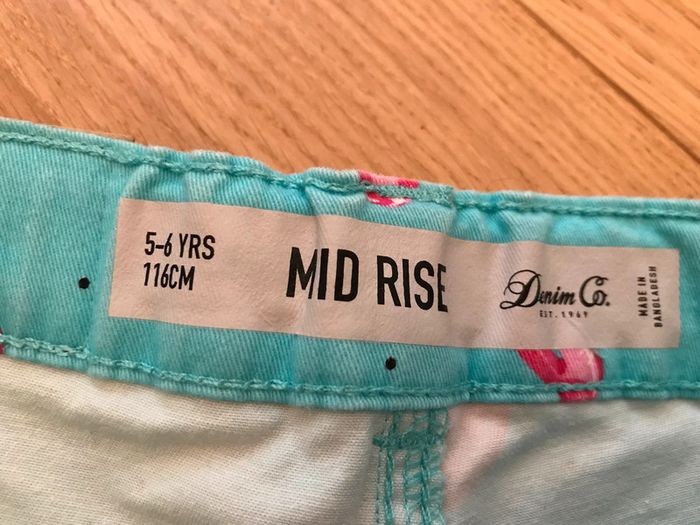 5-6 YRS
116CM
MID RISE
Denim Co.
EST. 1969
MADE IN
BANGLADESH